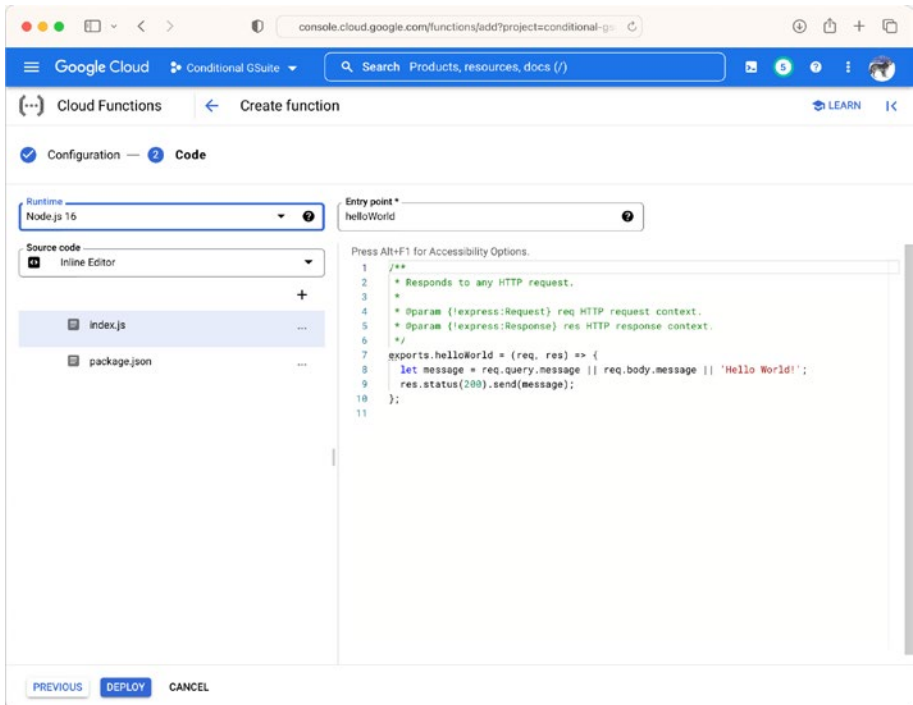 console.cloud.google.com/functions/add?project=conditional-gs
Google Cloud Conditional GSuite Search Products, resources, docs (/) 5
Cloud Functions Create function LEARN
Configuration — 2 Code
Runtime
Node.js 16
Entry point *
helloWorld
Source code
Inline Editor
+
index.js ...
package.json ...
Press Alt+F1 for Accessibility Options.
1 /**
2 * Responds to any HTTP request.
3 *
4 * @param {!express:Request} req HTTP request context.
5 * @param {!express:Response} res HTTP response context.
6 */
7 exports.helloWorld = (req, res) => {
8 let message = req.query.message || req.body.message || 'Hello World!';
9 res.status(200).send(message);
10 };
11
PREVIOUS DEPLOY CANCEL